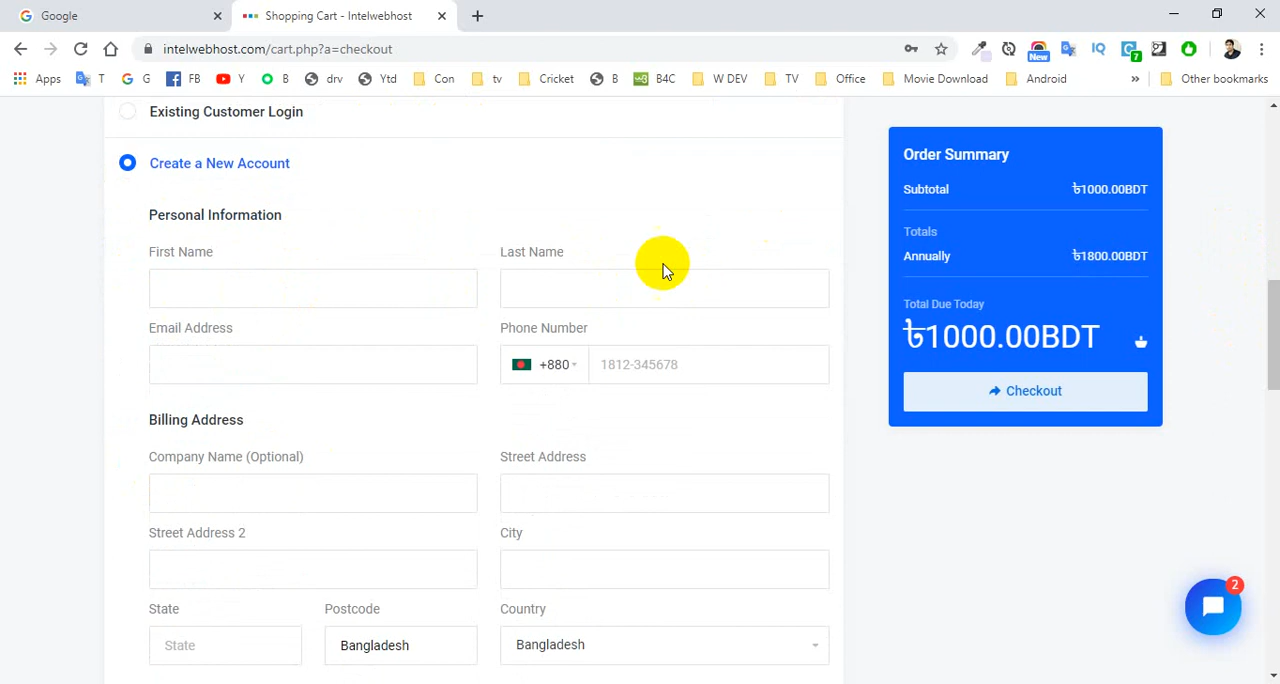 Google
Shopping Cart - Intelwebhost
intelwebhost.com/cart.php?a=checkout
New
IQ
7
Apps
T
G
FB
Y
B
drv
Ytd
Con
tv
Cricket
B
B4C
W DEV
TV
Office
Movie Download
Android
»
Other bookmarks
Existing Customer Login
Create a New Account
Personal Information
First Name
Last Name
Email Address
Phone Number
+880
1812-345678
Billing Address
Company Name (Optional)
Street Address
Street Address 2
City
State
Postcode
Country
State
Bangladesh
Bangladesh
Order Summary
Subtotal
৳1000.00BDT
Totals
Annually
৳1800.00BDT
Total Due Today
৳1000.00BDT
Checkout
2